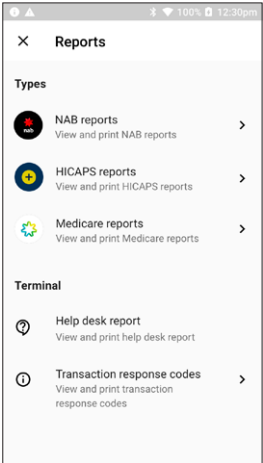 100% 12:30pm
Reports
Types
nab
NAB reports
View and print NAB reports
HICAPS reports
View and print HICAPS reports
Medicare reports
View and print Medicare reports
Terminal
Help desk report
View and print help desk report
Transaction response codes
View and print transaction
response codes